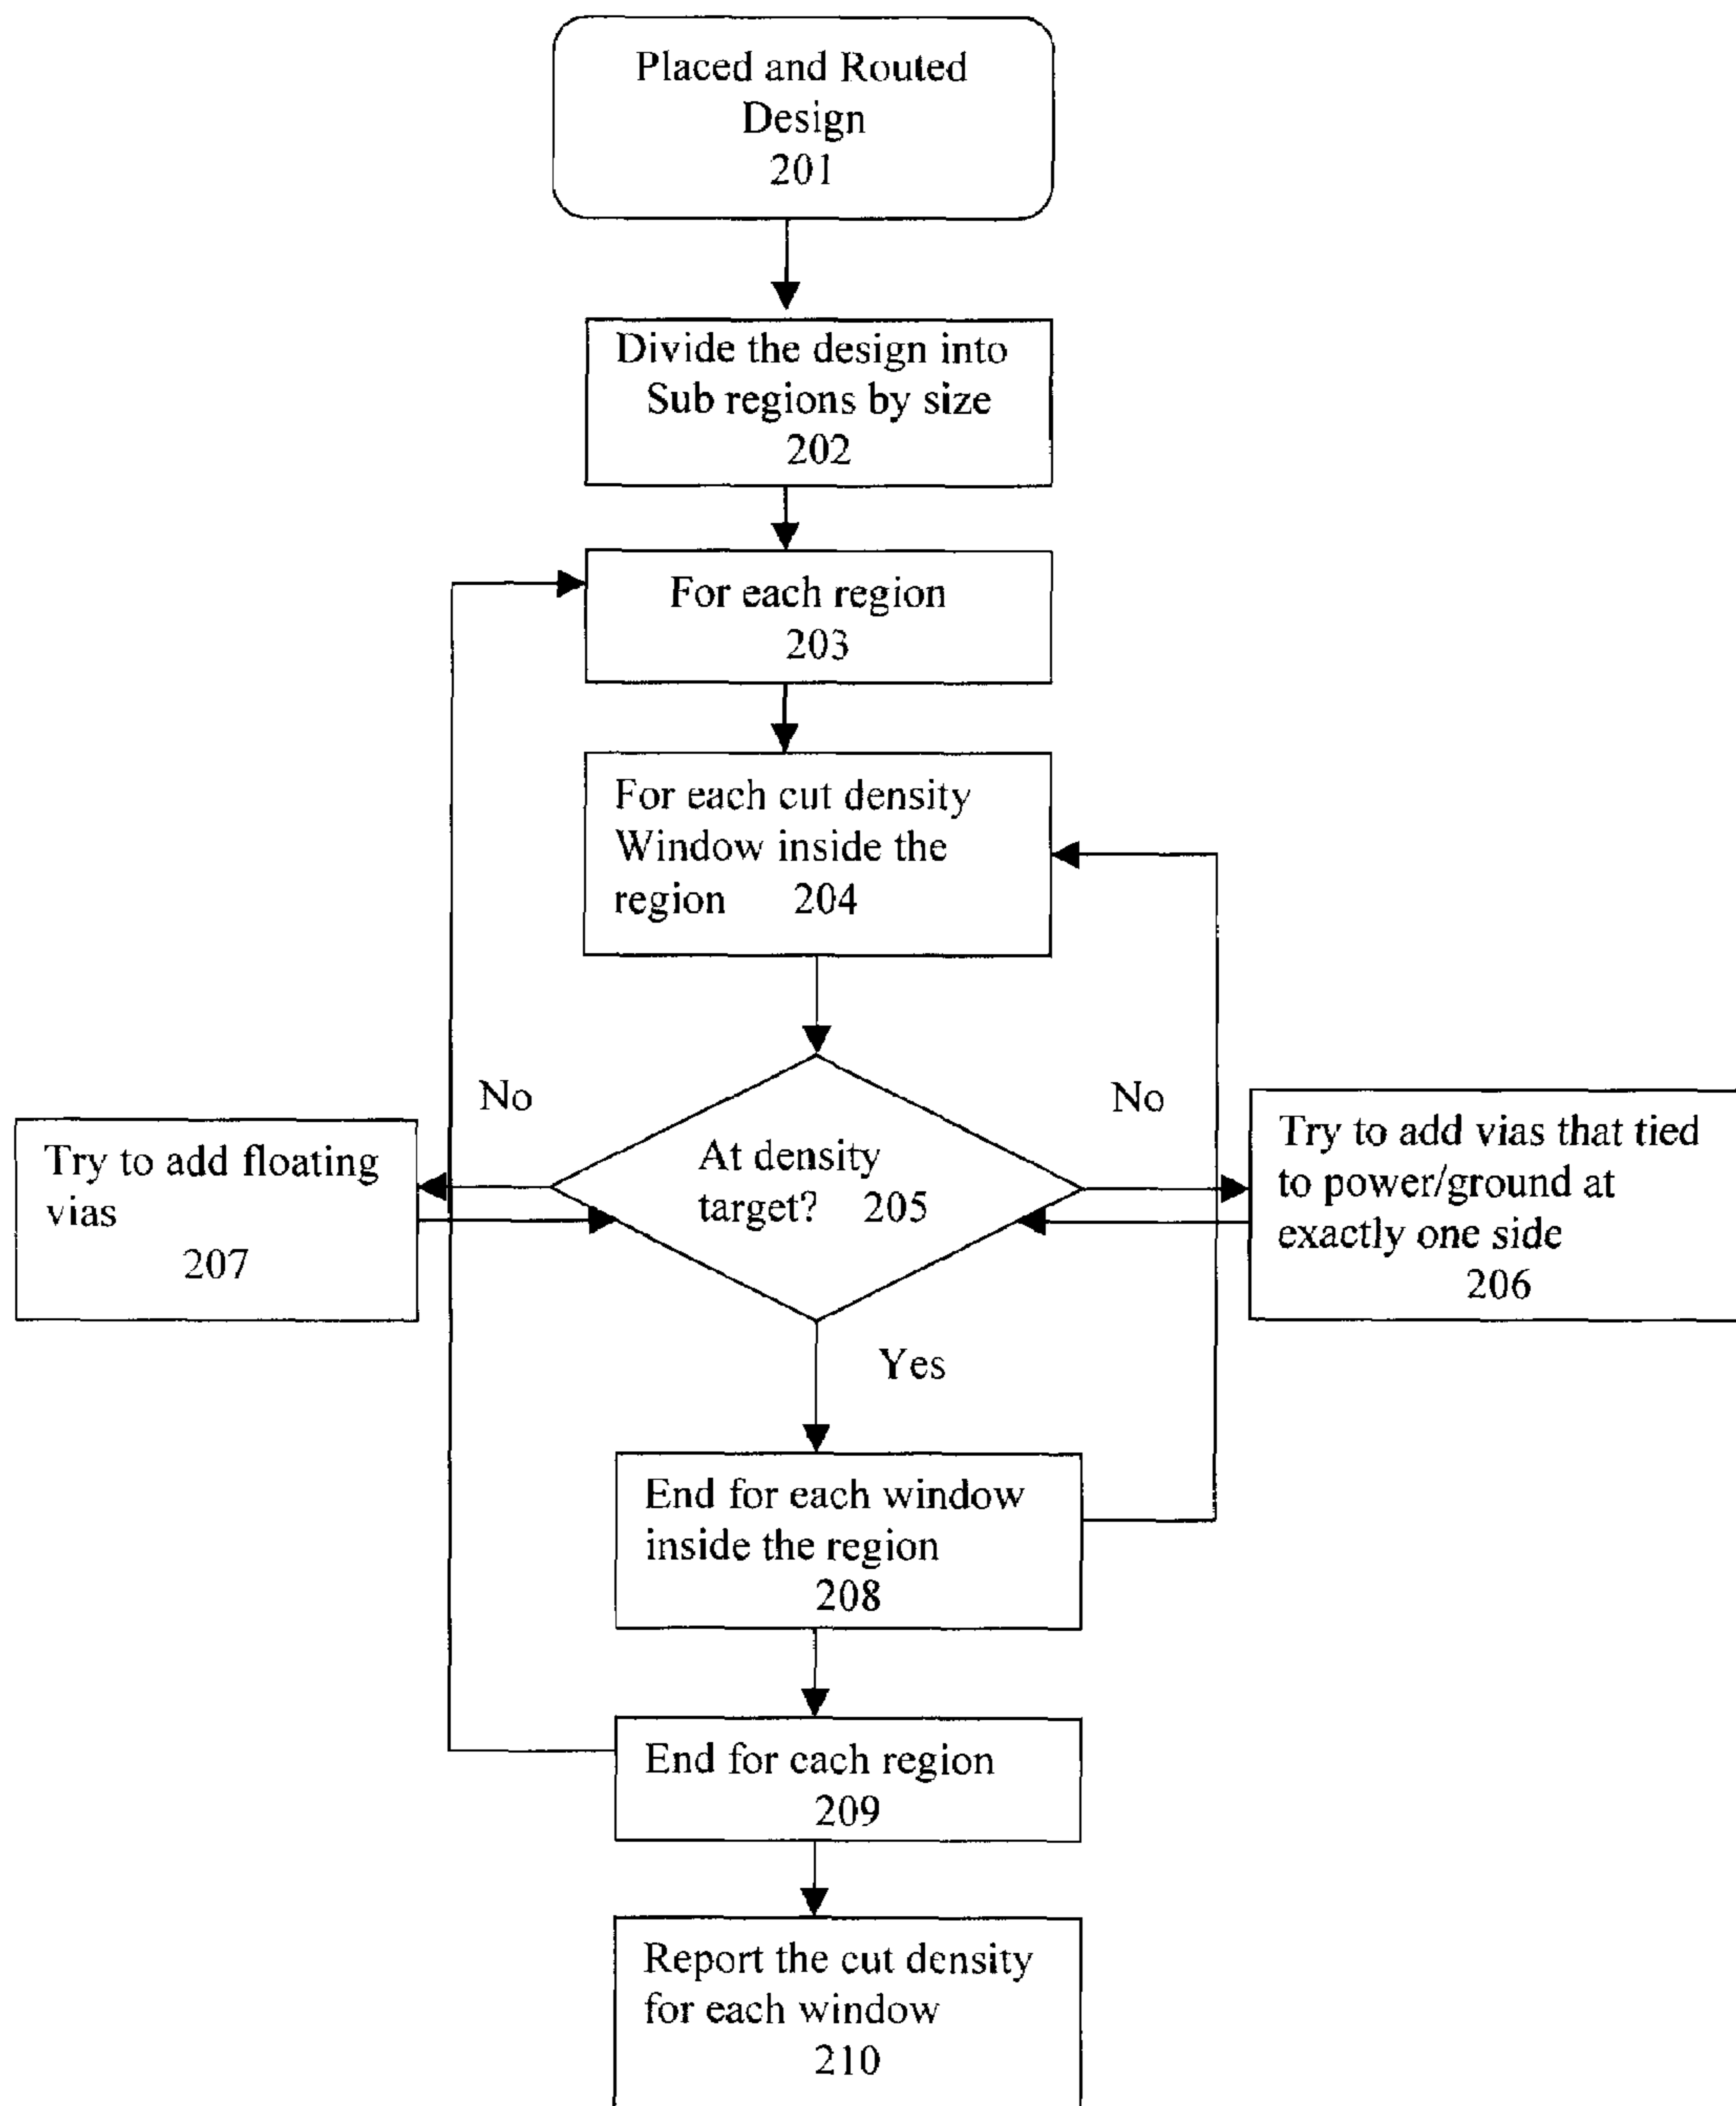 Placed and Routed
Design
201
Divide the design into
Sub regions by size
202
For each region
203
For each cut density
Window inside the
region 204
No
No
Try to add floating
vias
207
At density
target? 205
Try to add vias that tied
to power/ground at
exactly one side
206
Yes
End for each window
inside the region
208
End for each region
209
Report the cut density
for each window
210